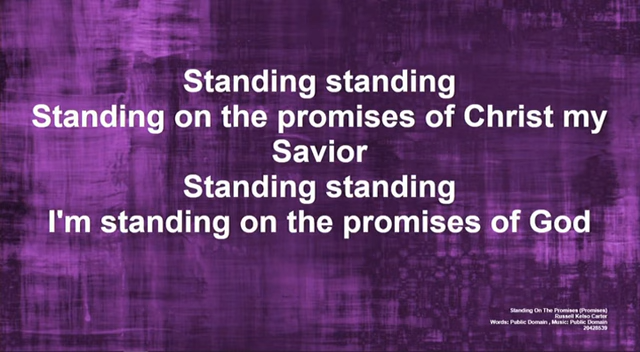 Standing standing
Standing on the promises of Christ my
Savior
Standing standing
I'm standing on the promises of God
Standing On The Promises (Promises)
Russell Kelso Carter
Words: Public Domain , Music: Public Domain
20428539